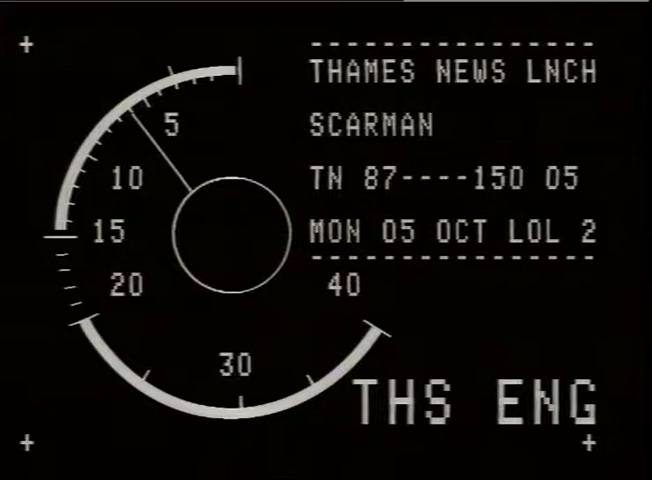 THAMES NEWS LNCH
SCARMAN
TN 87----150 05
MON 05 OCT LOL 2
5
10
15
20
30
40
THS ENG